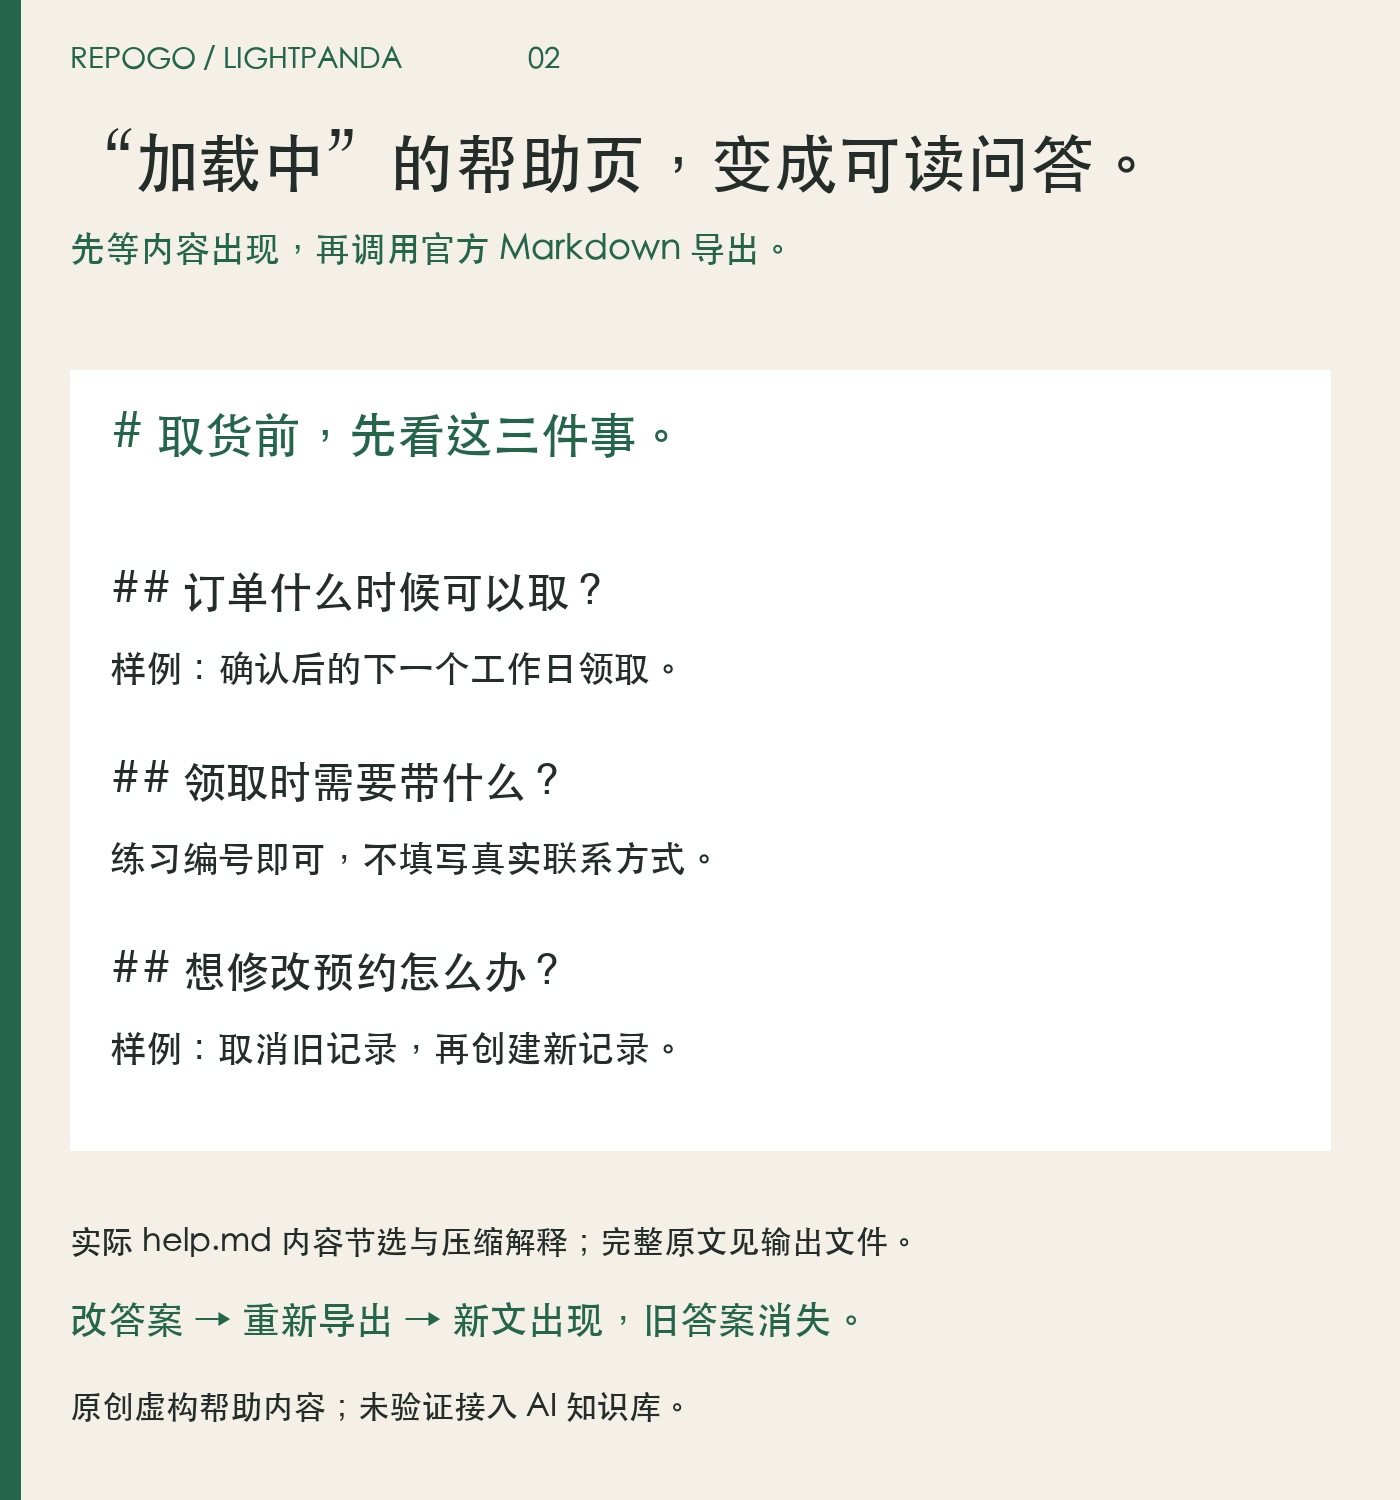 REPOGO / LIGHTPANDA 02
“加载中”的帮助页，变成可读问答。
先等内容出现，再调用官方 Markdown 导出。
# 取货前，先看这三件事。
## 订单什么时候可以取？
样例：确认后的下一个工作日领取。
## 领取时需要带什么？
练习编号即可，不填写真实联系方式。
## 想修改预约怎么办？
样例：取消旧记录，再创建新记录。
实际 help.md 内容节选与压缩解释；完整原文见输出文件。
改答案 → 重新导出 → 新文出现，旧答案消失。
原创虚构帮助内容；未验证接入 AI 知识库。